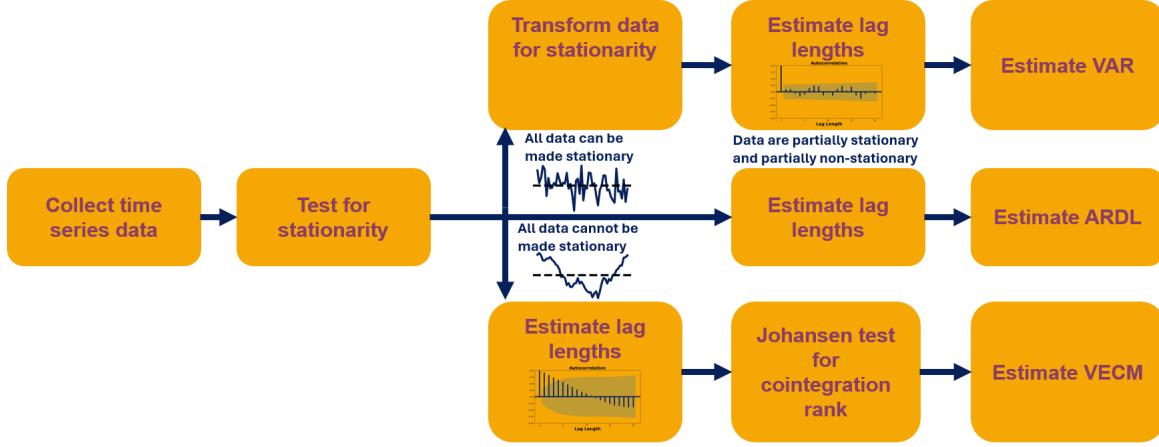 Transform data
for stationarity
Estimate lag
lengths
Autocorrelation
Lag Length
Estimate VAR
All data can be
made stationary
Data are partially stationary
and partially non-stationary
Collect time
series data
Test for
stationarity
Estimate lag
lengths
Estimate ARDL
All data cannot be
made stationary
Estimate lag
lengths
Autocorrelation
Lag Length
Johansen test
for
cointegration
rank
Estimate VECM